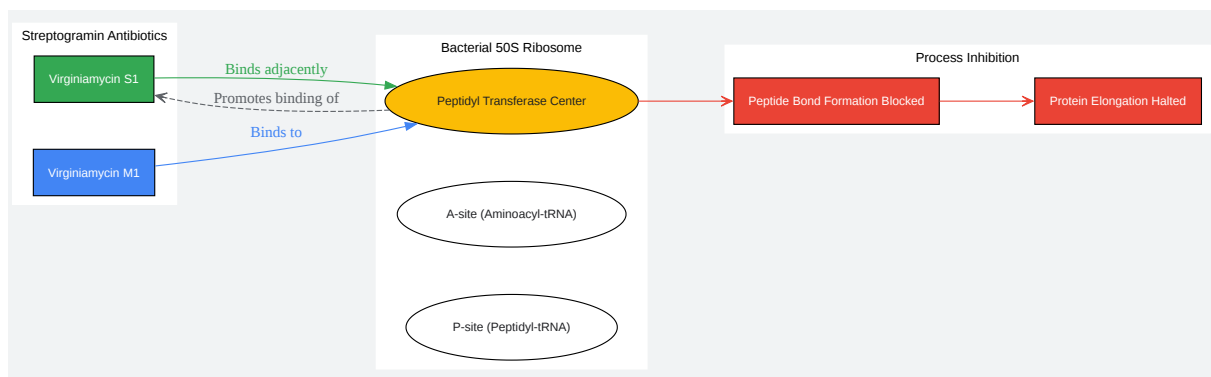 Streptogramin Antibiotics
Virginiamycin S1
Virginiamycin M1
Binds adjacently
Promotes binding of
Binds to
Bacterial 50S Ribosome
Peptidyl Transferase Center
A-site (Aminoacyl-tRNA)
P-site (Peptidyl-tRNA)
Process Inhibition
Peptide Bond Formation Blocked
Protein Elongation Halted